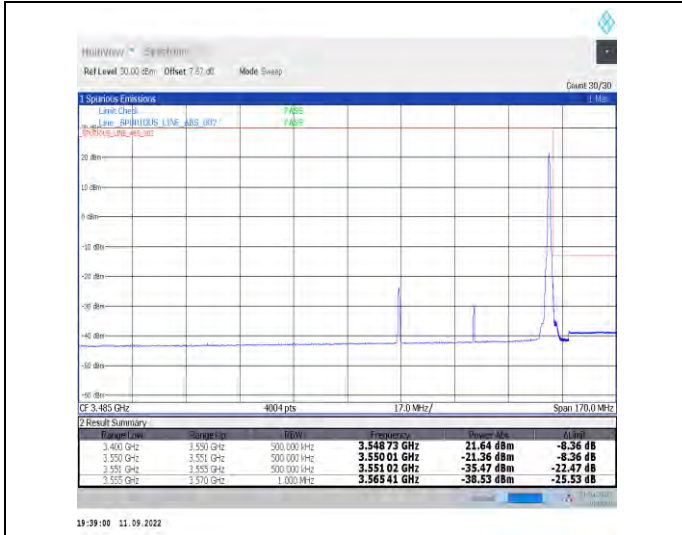 MultiView Spectrum
Ref Level 30.00 dBm Offset 7.67 dB Mode Sweep
Count 30/30
1 Spurious Emissions
Limit Check PASS
Line _SPURIOUS_LINE_ABS_002 PASS
_SPURIOUS_LINE_ABS_002
20 dBm
10 dBm
0 dBm
-10 dBm
-20 dBm
-30 dBm
-40 dBm
-50 dBm
-60 dBm
CF 3.485 GHz 4004 pts 17.0 MHz/ Span 170.0 MHz
2 Result Summary
Range Low Range Up RBW Frequency Power Abs ΔLimit
3.400 GHz 3.550 GHz 500.000 kHz 3.548 73 GHz 21.64 dBm -8.36 dB
3.550 GHz 3.551 GHz 500.000 kHz 3.550 01 GHz -21.36 dBm -8.36 dB
3.551 GHz 3.555 GHz 500.000 kHz 3.551 02 GHz -35.47 dBm -22.47 dB
3.555 GHz 3.570 GHz 1.000 MHz 3.565 41 GHz -38.53 dBm -25.53 dB
19:39:00 11.09.2022